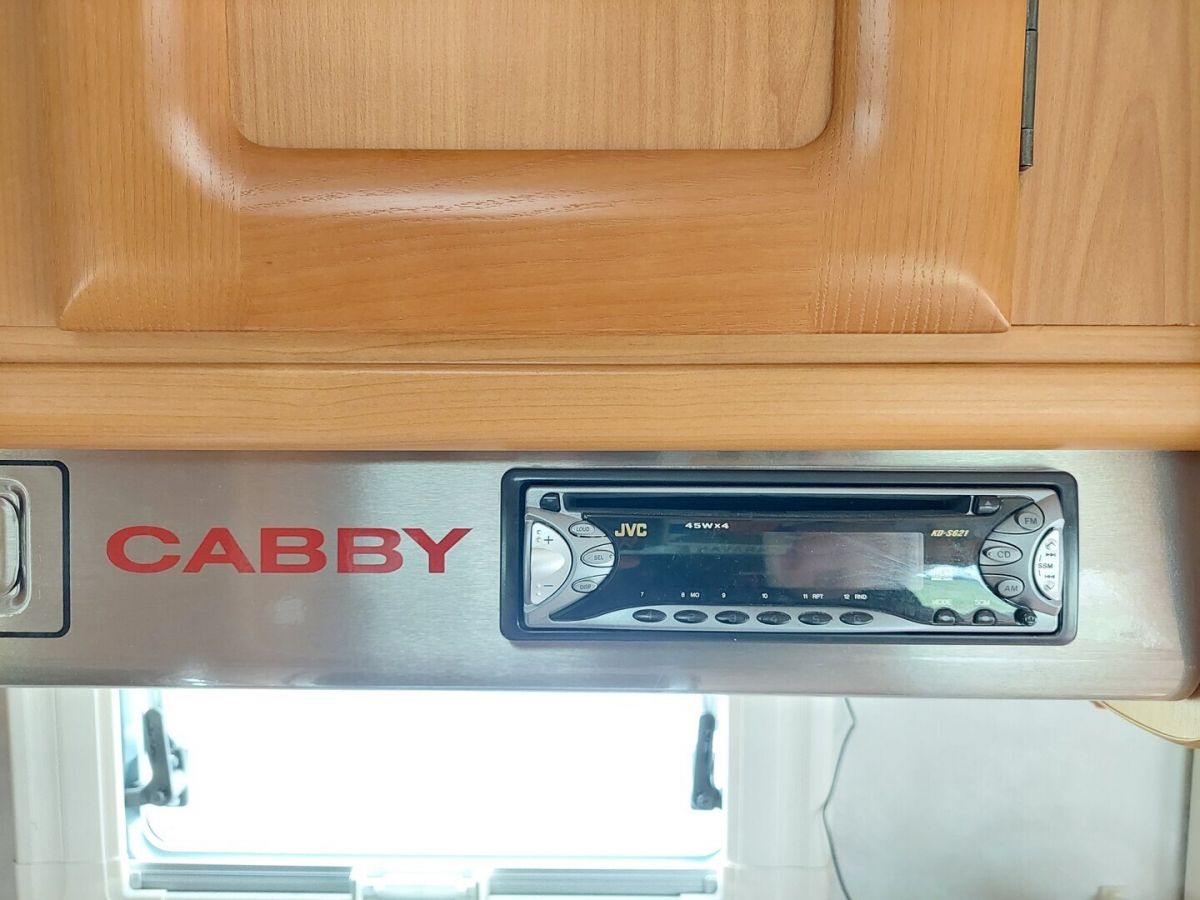 CABBY
JVC
45Wx4
KD-S621
LOUD
SEL
DISP
+
−
FM
CD
AM
SSM
7 8 MO 9 10 11 RPT 12 RND
MODE SCM